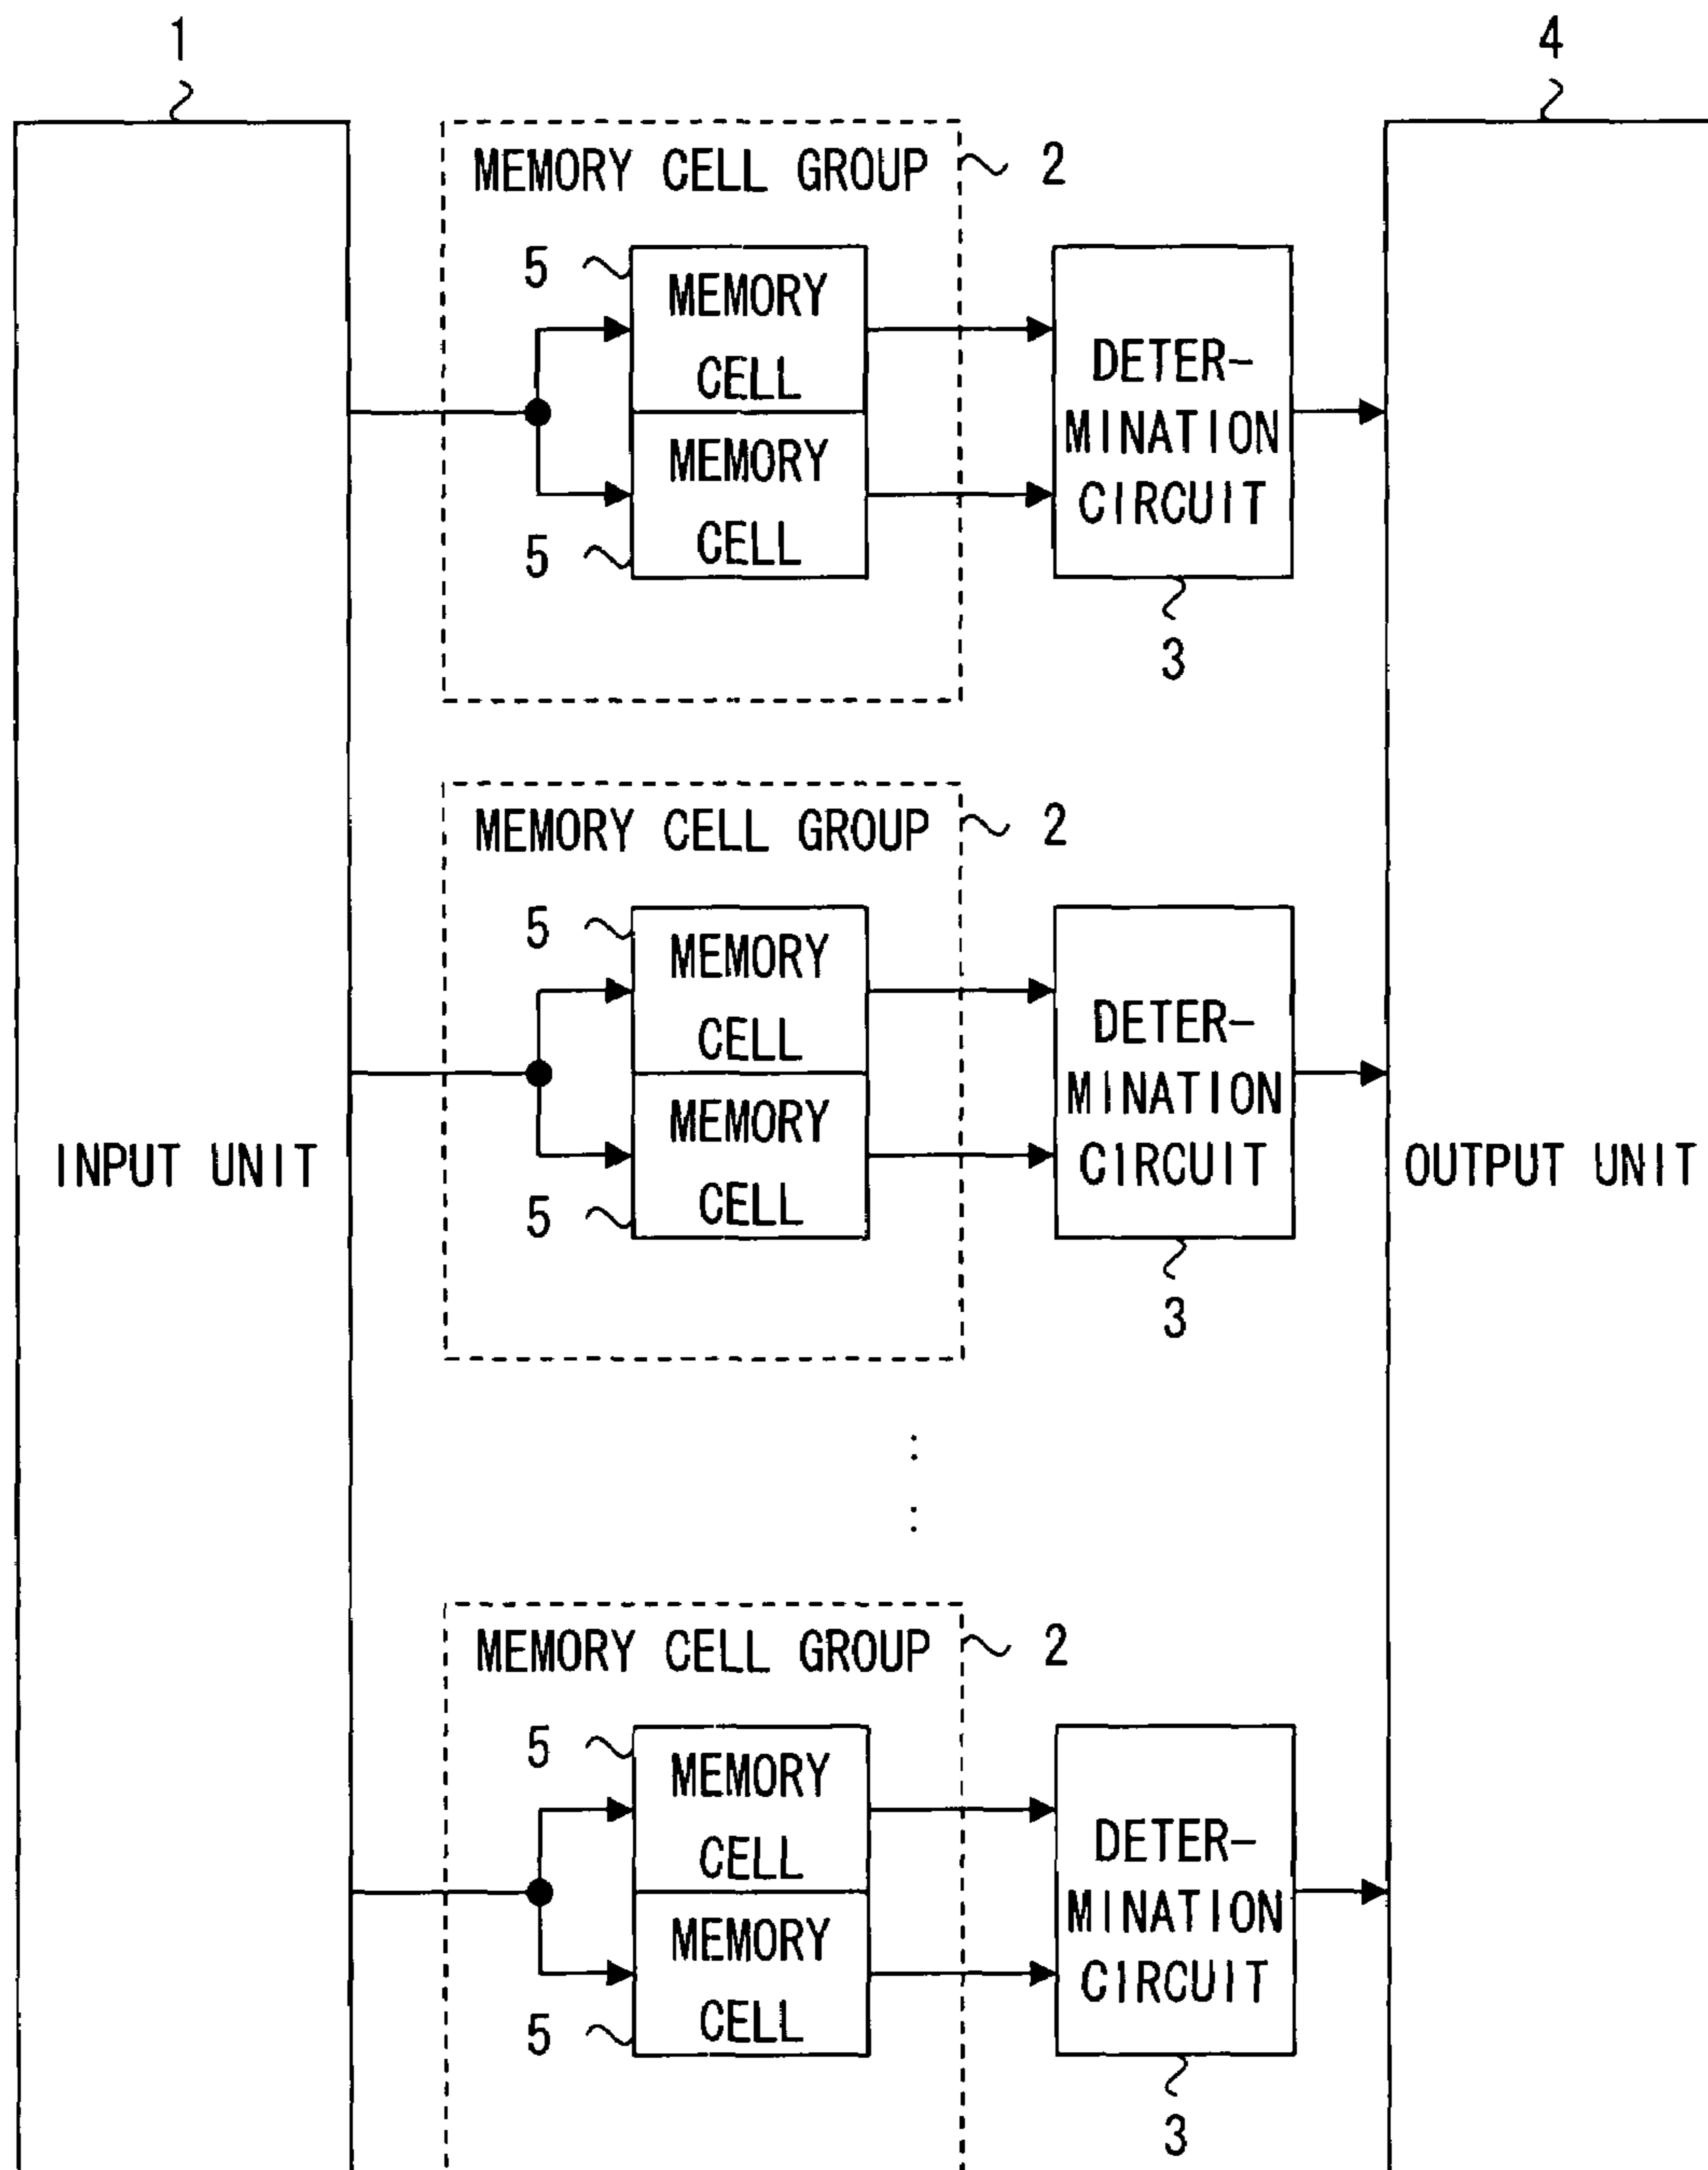 1
4
MEMORY CELL GROUP
2
5
MEMORY
CELL
MEMORY
CELL
5
DETER-
MINATION
CIRCUIT
3
MEMORY CELL GROUP
2
5
MEMORY
CELL
MEMORY
CELL
5
DETER-
MINATION
CIRCUIT
3
INPUT UNIT
OUTPUT UNIT
MEMORY CELL GROUP
2
5
MEMORY
CELL
MEMORY
CELL
5
DETER-
MINATION
CIRCUIT
3